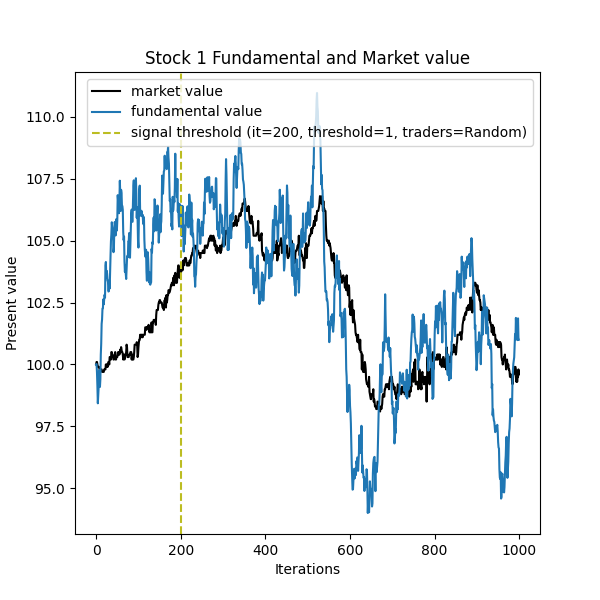 Stock 1 Fundamental and Market value
market value
fundamental value
signal threshold (it=200, threshold=1, traders=Random)
Present value
110.0
107.5
105.0
102.5
100.0
97.5
95.0
0 200 400 600 800 1000
Iterations